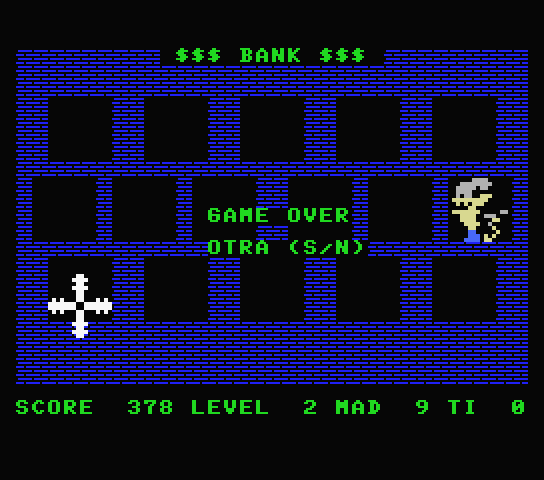 $$$ BANK $$$
GAME OVER
OTRA (S/N)
SCORE 378 LEVEL 2 MAD 9 TI 0